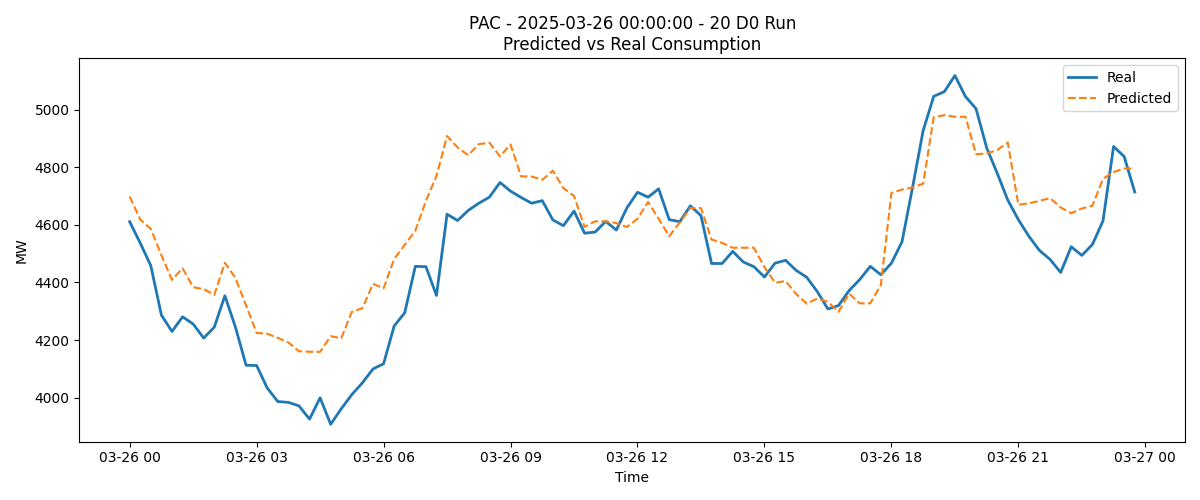 PAC - 2025-03-26 00:00:00 - 20 D0 Run
Predicted vs Real Consumption
Real
Predicted
MW
5000
4800
4600
4400
4200
4000
03-26 00
03-26 03
03-26 06
03-26 09
03-26 12
03-26 15
03-26 18
03-26 21
03-27 00
Time